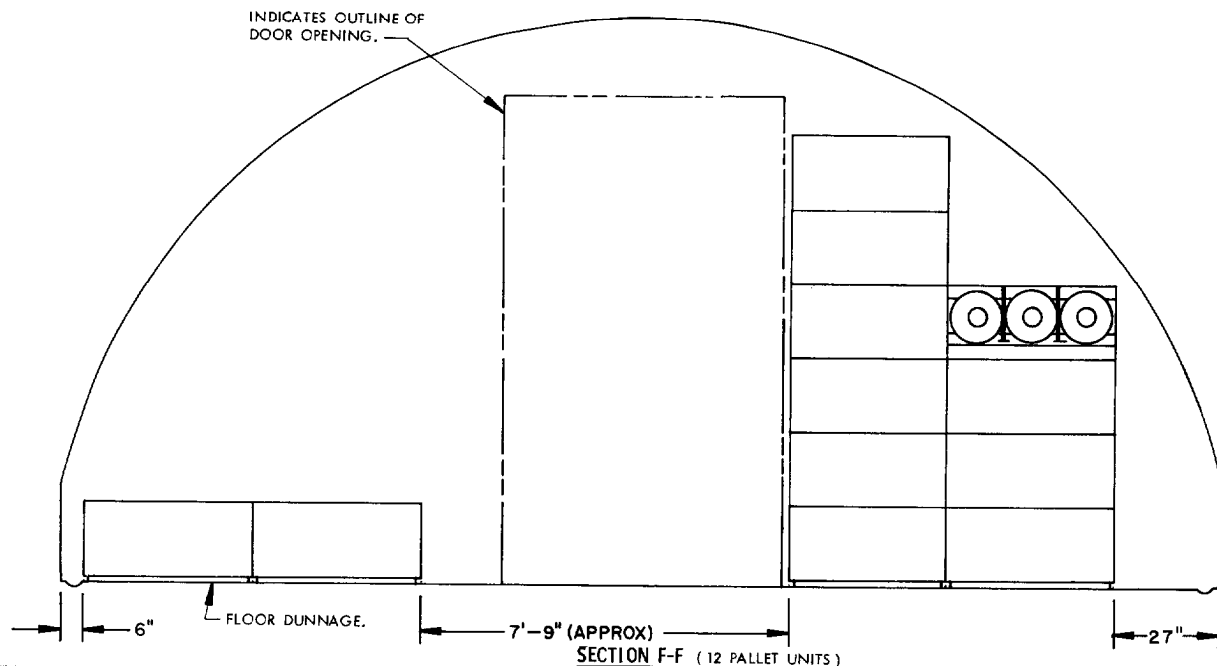 INDICATES OUTLINE OF
DOOR OPENING.
FLOOR DUNNAGE.
6"
7'-9" (APPROX)
27"
SECTION F-F ( 12 PALLET UNITS )